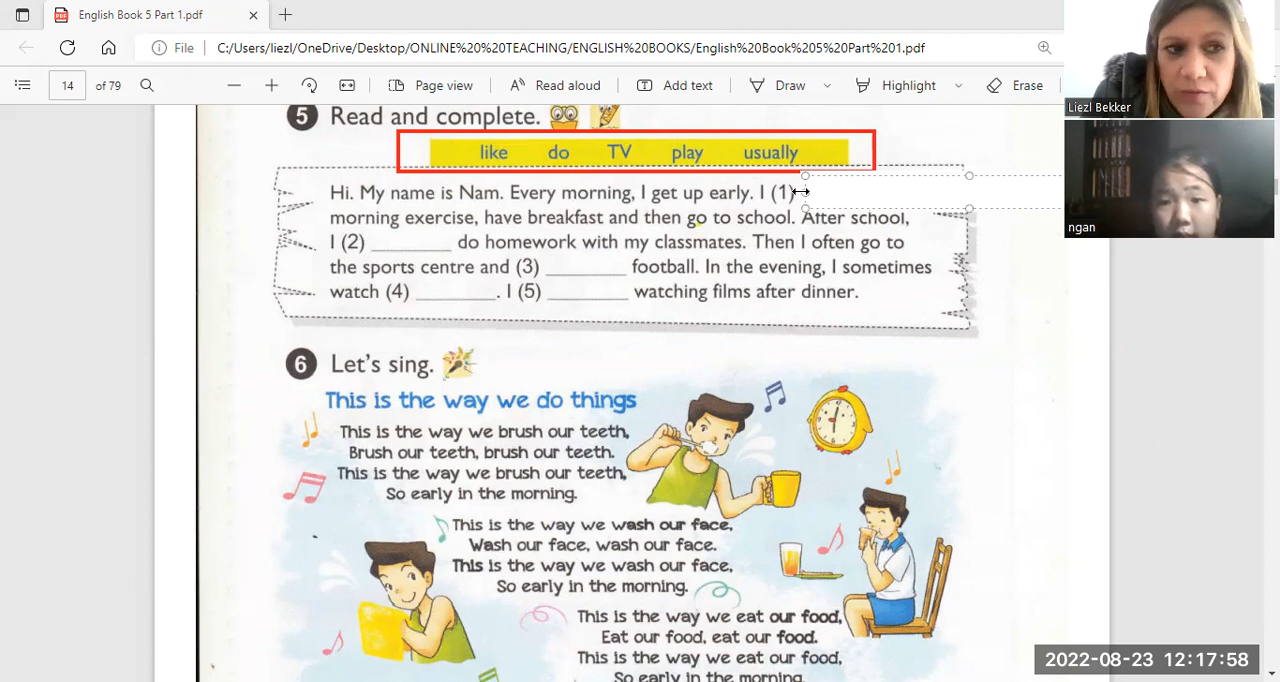 English Book 5 Part 1.pdf
File C:/Users/liezl/OneDrive/Desktop/ONLINE%20%20TEACHING/ENGLISH%20BOOKS/English%20Book%205%20Part%201.pdf
14 of 79 Page view Read aloud Add text Draw Highlight Erase
Liezl Bekker
ngan
5 Read and complete.
like do TV play usually
Hi. My name is Nam. Every morning, I get up early. I (1)
morning exercise, have breakfast and then go to school. After school,
I (2) ________ do homework with my classmates. Then I often go to
the sports centre and (3) ________ football. In the evening, I sometimes
watch (4) ________. I (5) ________ watching films after dinner.
6 Let's sing.
This is the way we do things
This is the way we brush our teeth,
Brush our teeth, brush our teeth.
This is the way we brush our teeth,
So early in the morning.
This is the way we wash our face,
Wash our face, wash our face.
This is the way we wash our face,
So early in the morning.
This is the way we eat our food,
Eat our food, eat our food.
This is the way we eat our food,
So early in the morning.
2022-08-23 12:17:58